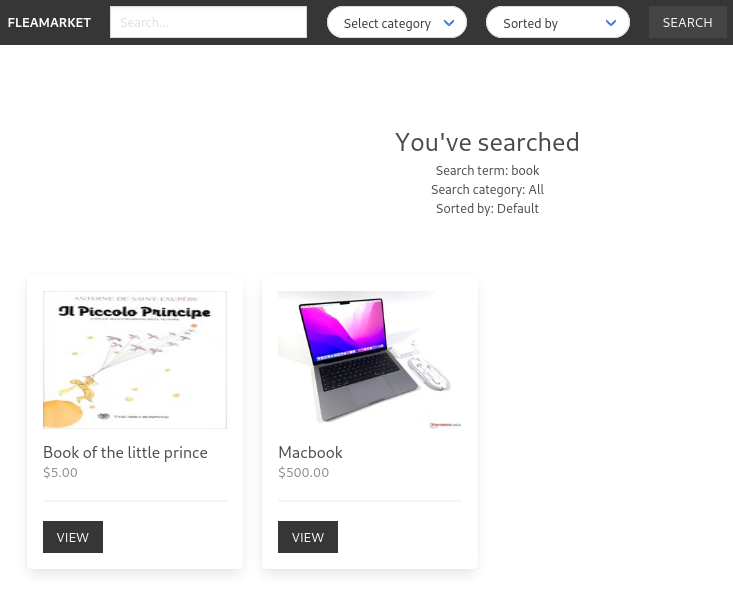 FLEAMARKET
Search...
Select category
Sorted by
SEARCH
You've searched
Search term: book
Search category: All
Sorted by: Default
ANTOINE DE SAINT-EXUPÉRY
Il Piccolo Principe
Book of the little prince
$5.00
VIEW
Macbook
$500.00
VIEW